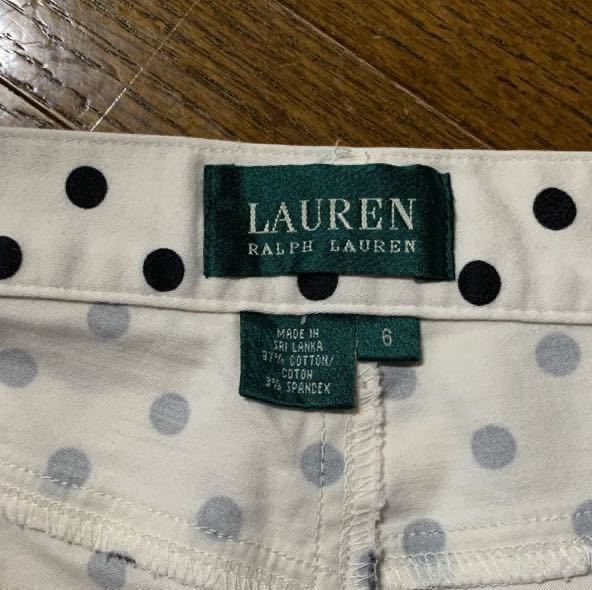 LAUREN
RALPH LAUREN
MADE IN
SRI LANKA
97% COTTON/
COTON
3% SPANDEX
6